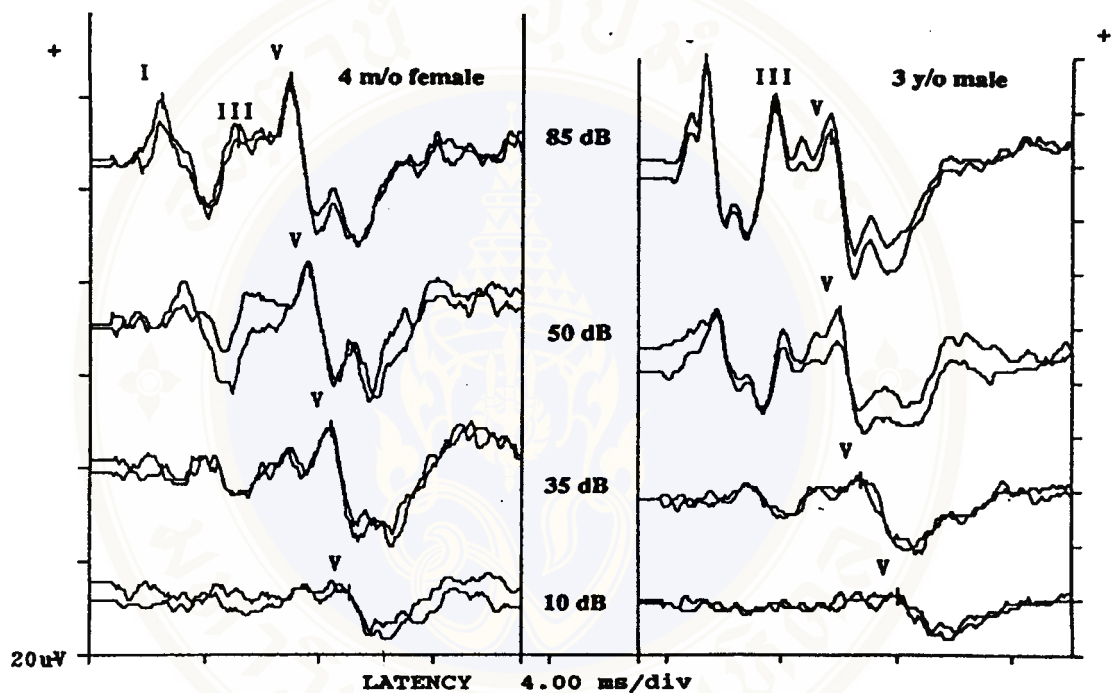 +
+
I
III
V
4 m/o female
III
V
3 y/o male
85 dB
V
V
50 dB
V
V
35 dB
V
V
10 dB
20uV
LATENCY 4.00 ms/div